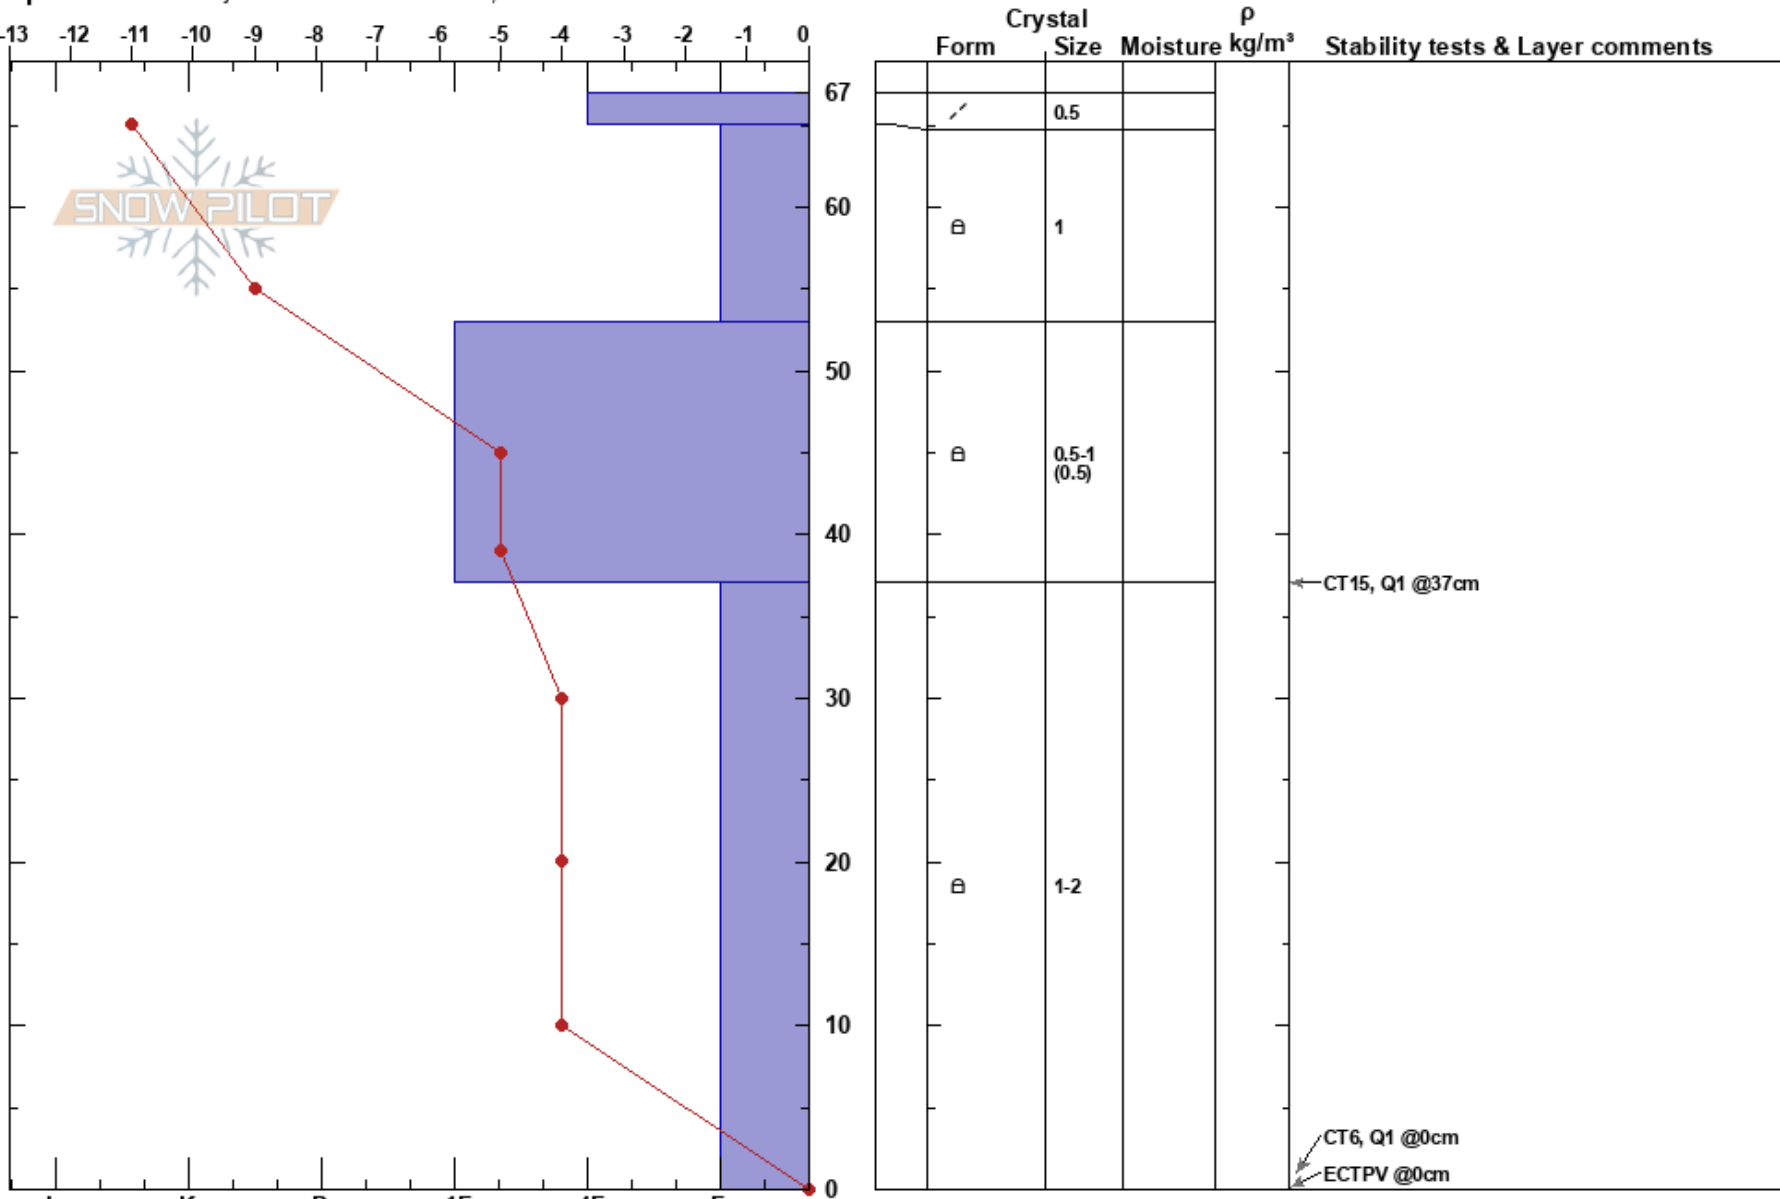 -13 -12 -11 -10 -9 -8 -7 -6 -5 -4 -3 -2 -1 0
Crystal ρ
Form Size Moisture kg/m³ Stability tests & Layer comments
67
0.5
SNOW PILOT
60
1
50
0.5-1
(0.5)
40
CT15, Q1 @37cm
30
20
1-2
10
CT6, Q1 @0cm
ECTPV @0cm
0